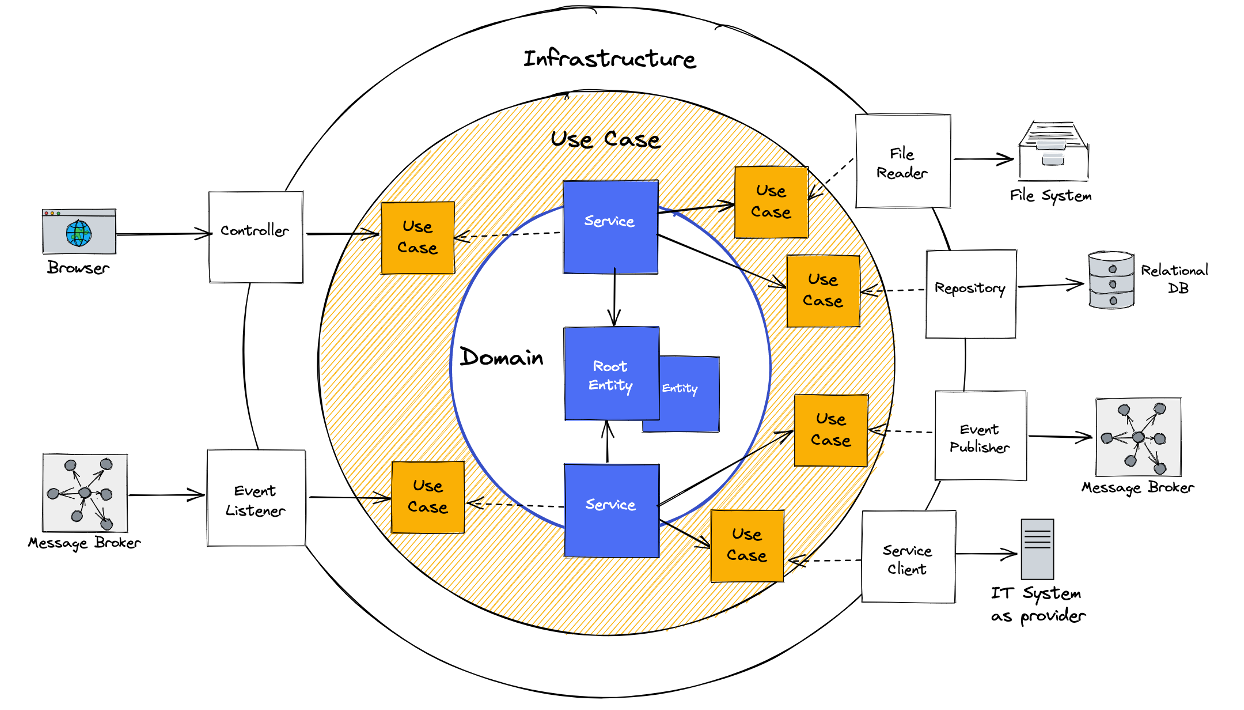 Infrastructure
Use Case
File
Reader
File System
Use
Case
Service
Use
Case
Controller
Browser
Use
Case
Repository
Relational
DB
Domain
Root
Entity
Entity
Use
Case
Event
Publisher
Message Broker
Use
Case
Event
Listener
Message Broker
Service
Use
Case
Service
Client
IT System
as provider